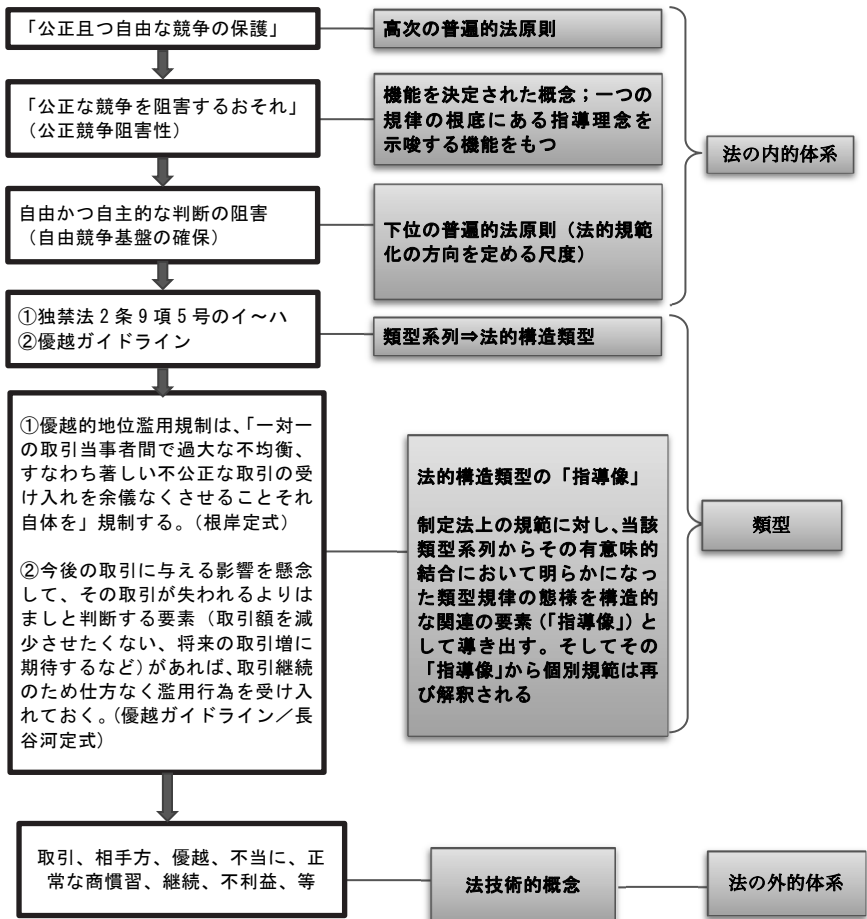 「公正且つ自由な競争の保護」
高次の普遍的法原則
「公正な競争を阻害するおそれ」
（公正競争阻害性）
機能を決定された概念；一つの
規律の根底にある指導理念を
示唆する機能をもつ
法の内的体系
自由かつ自主的な判断の阻害
（自由競争基盤の確保）
下位の普遍的法原則（法的規範
化の方向を定める尺度）
①独禁法２条９項５号のイ～ハ
②優越ガイドライン
類型系列⇒法的構造類型
①優越的地位濫用規制は、「一対一
の取引当事者間で過大な不均衡、
すなわち著しい不公正な取引の受
け入れを余儀なくさせることそれ
自体を」規制する。（根岸定式）
②今後の取引に与える影響を懸念
して、その取引が失われるよりは
ましと判断する要素（取引額を減
少させたくない、将来の取引増に
期待するなど）があれば、取引継続
のため仕方なく濫用行為を受け入
れておく。（優越ガイドライン／長
谷河定式）
法的構造類型の「指導像」
制定法上の規範に対し、当該
類型系列からその有意味的
結合において明らかになっ
た類型規律の態様を構造的
な関連の要素（「指導像」）と
して導き出す。そしてその
「指導像」から個別規範は再
び解釈される
類型
取引、相手方、優越、不当に、正
常な商慣習、継続、不利益、等
法技術的概念
法の外的体系